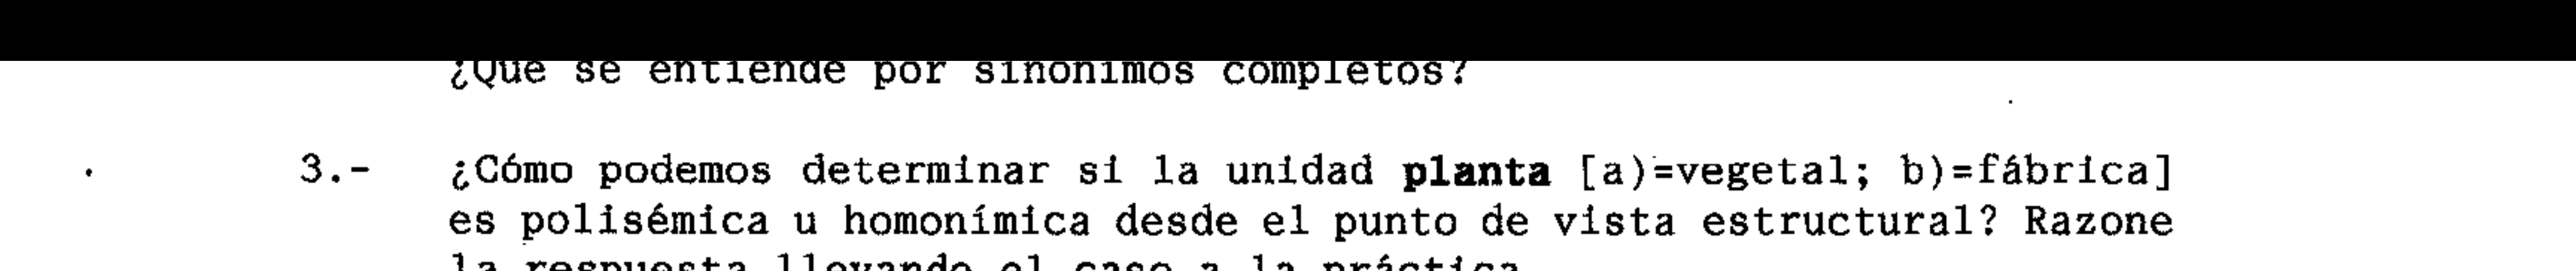 ¿Qué se entiende por sinónimos completos?
3.- ¿Cómo podemos determinar si la unidad planta [a)=vegetal; b)=fábrica]
es polisémica u homonímica desde el punto de vista estructural? Razone
la respuesta llevando el caso a la práctica.